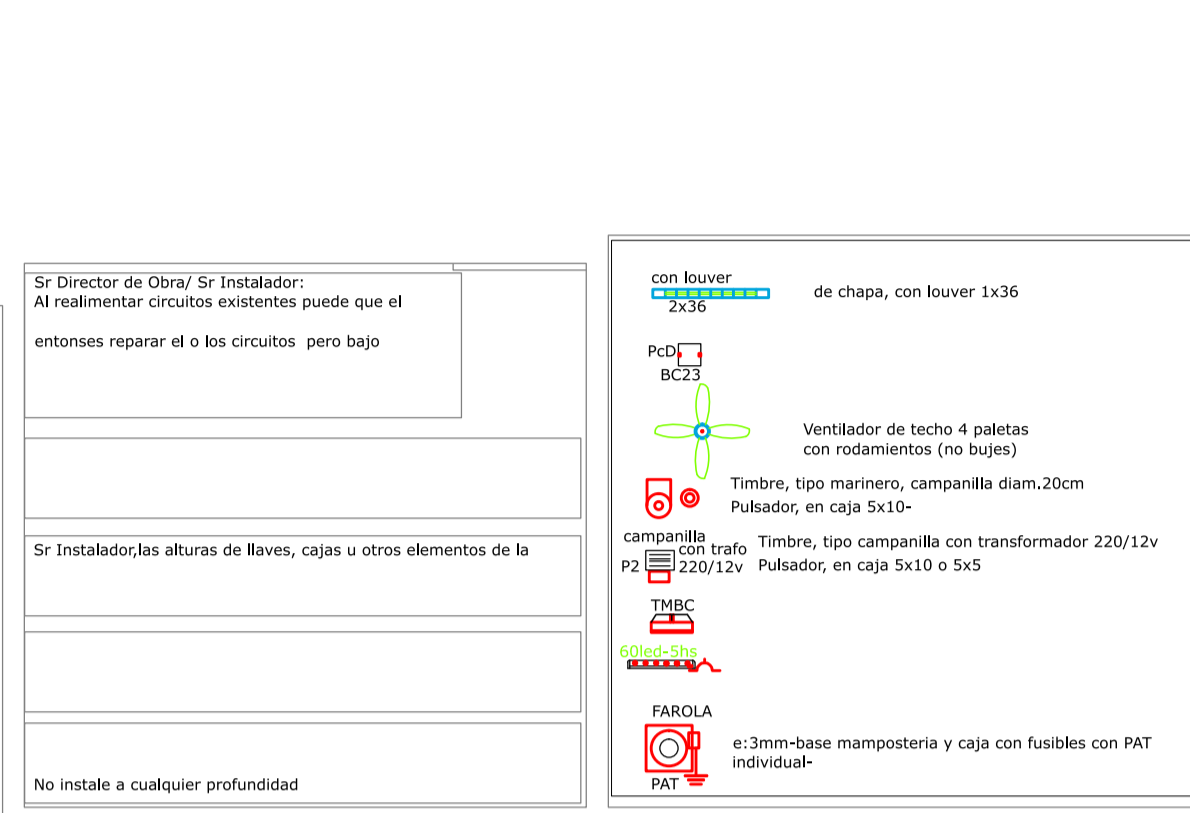 Sr Director de Obra/ Sr Instalador:
Al realimentar circuitos existentes puede que el
entonses reparar el o los circuitos  pero bajo
Sr Instalador,las alturas de llaves, cajas u otros elementos de la
No instale a cualquier profundidad
con louver
2x36
de chapa, con louver 1x36
PcD
BC23
Ventilador de techo 4 paletas
con rodamientos (no bujes)
Timbre, tipo marinero, campanilla diam.20cm
Pulsador, en caja 5x10-
campanilla
con trafo
P2
220/12v
Timbre, tipo campanilla con transformador 220/12v
Pulsador, en caja 5x10 o 5x5
TMBC
60led-5hs
FAROLA
PAT
e:3mm-base mamposteria y caja con fusibles con PAT
individual-